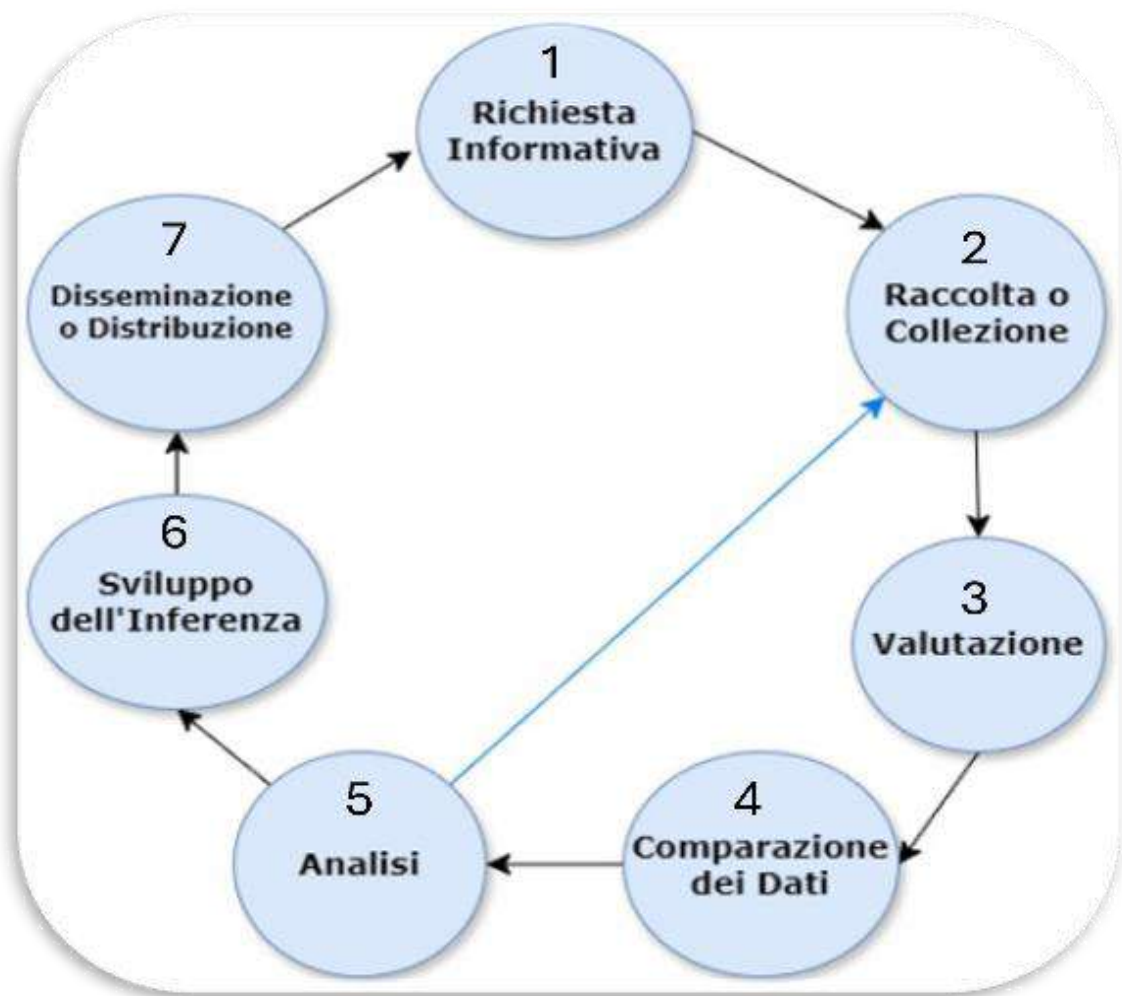 1
Richiesta
Informativa
2
Raccolta o
Collezione
3
Valutazione
4
Comparazione
dei Dati
5
Analisi
6
Sviluppo
dell'Inferenza
7
Disseminazione
o Distribuzione